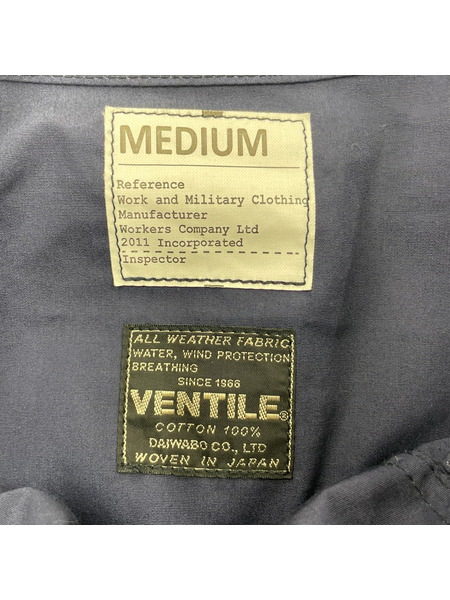 MEDIUM
Reference
Work and Military Clothing
Manufacturer
Workers Company Ltd
2011 Incorporated
Inspector
ALL WEATHER FABRIC
WATER, WIND PROTECTION
BREATHING
SINCE 1966
VENTILE®
COTTON 100%
DAIWABO CO., LTD
WOVEN IN JAPAN